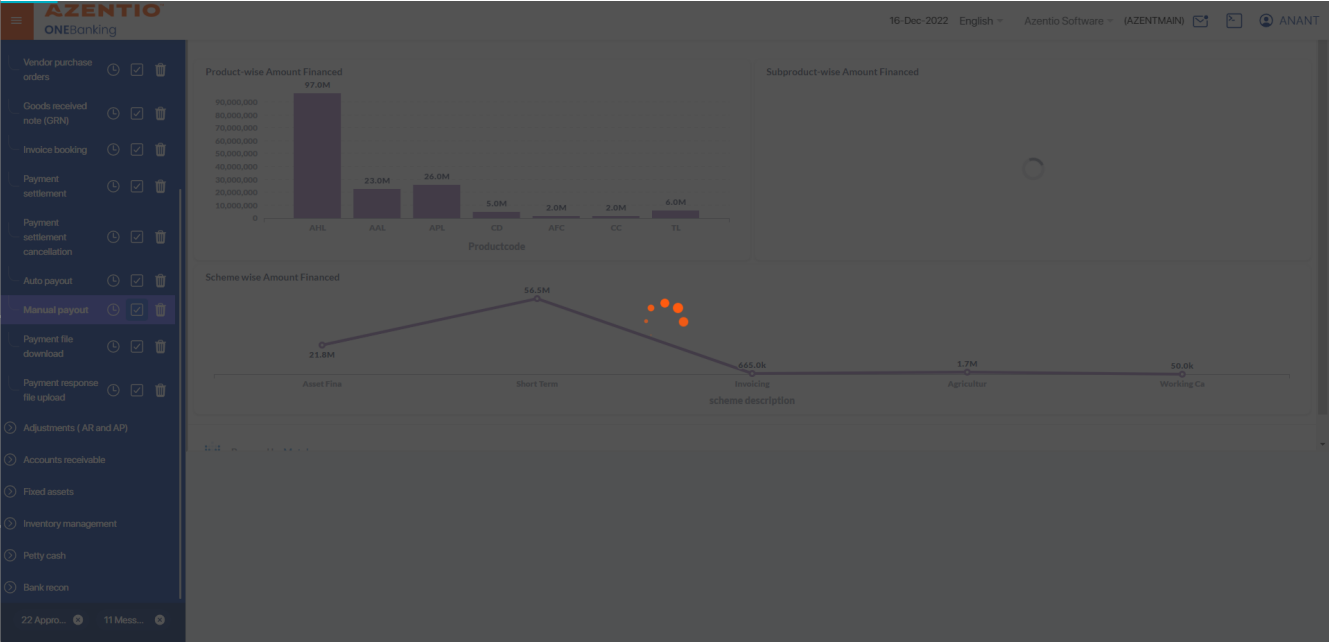 AZENTIO
ONEBanking
16-Dec-2022 English Azentio Software (AZENTMAIN) ANANT
Vendor purchase
orders
Goods received
note (GRN)
Invoice booking
Payment
settlement
Payment
settlement
cancellation
Auto payout
Manual payout
Payment file
download
Payment response
file upload
Adjustments ( AR and AP)
Accounts receivable
Fixed assets
Inventory management
Petty cash
Bank recon
22 Appro... 11 Mess...
Product-wise Amount Financed
97.0M
90,000,000
80,000,000
70,000,000
60,000,000
50,000,000
40,000,000
30,000,000
20,000,000
10,000,000
0
23.0M
26.0M
5.0M
2.0M
2.0M
6.0M
AHL AAL APL CD AFC CC TL
Productcode
Subproduct-wise Amount Financed
Scheme wise Amount Financed
56.5M
21.8M
665.0k
1.7M
50.0k
Asset Fina Short Term Invoicing Agricultur Working Ca
scheme description